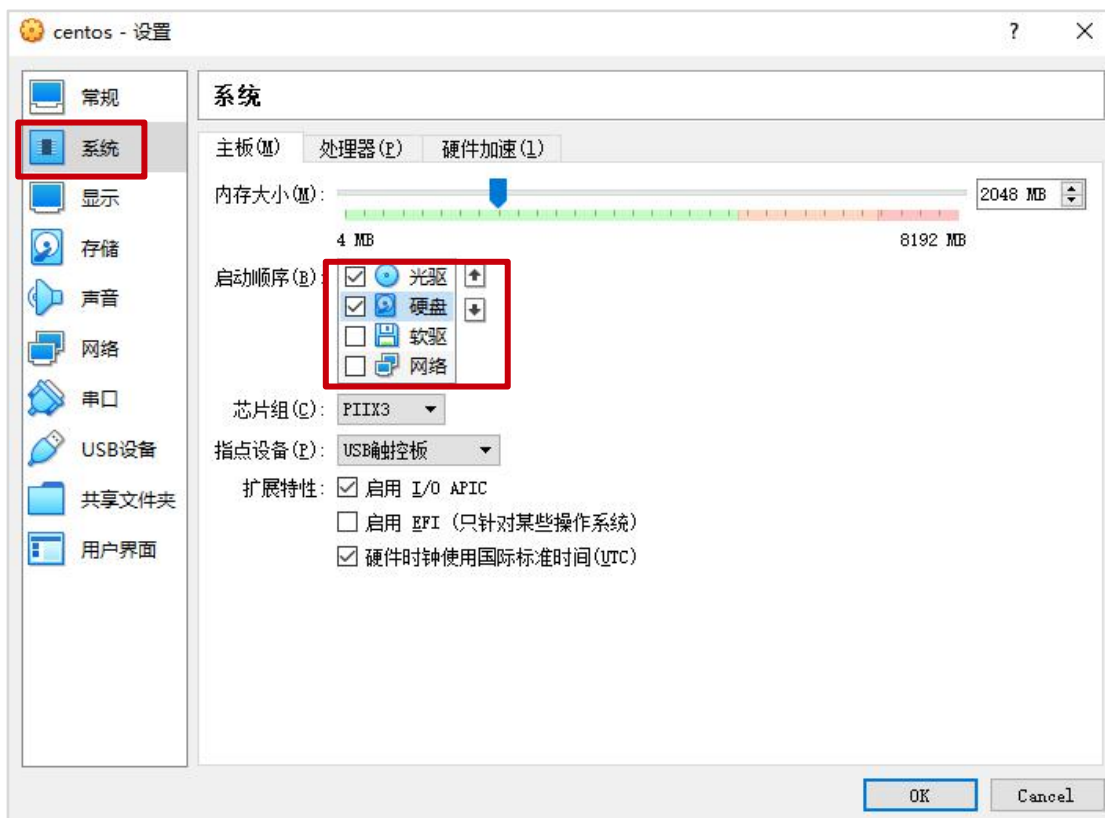 centos - 设置
?
常规
系统
显示
存储
声音
网络
串口
USB设备
共享文件夹
用户界面
系统
主板(M) 处理器(P) 硬件加速(l)
内存大小(M): 2048 MB
4 MB 8192 MB
启动顺序(B): 光驱
硬盘
软驱
网络
芯片组(C): PIIX3
指点设备(P): USB触控板
扩展特性: 启用 I/O APIC
启用 EFI (只针对某些操作系统)
硬件时钟使用国际标准时间(UTC)
OK Cancel